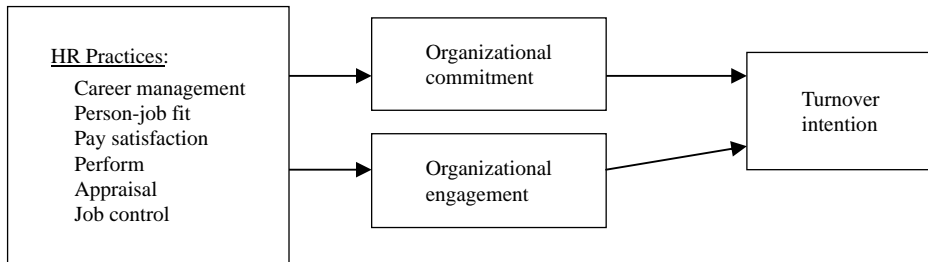 HR Practices:
Career management
Person-job fit
Pay satisfaction
Perform
Appraisal
Job control
Organizational
commitment
Organizational
engagement
Turnover
intention